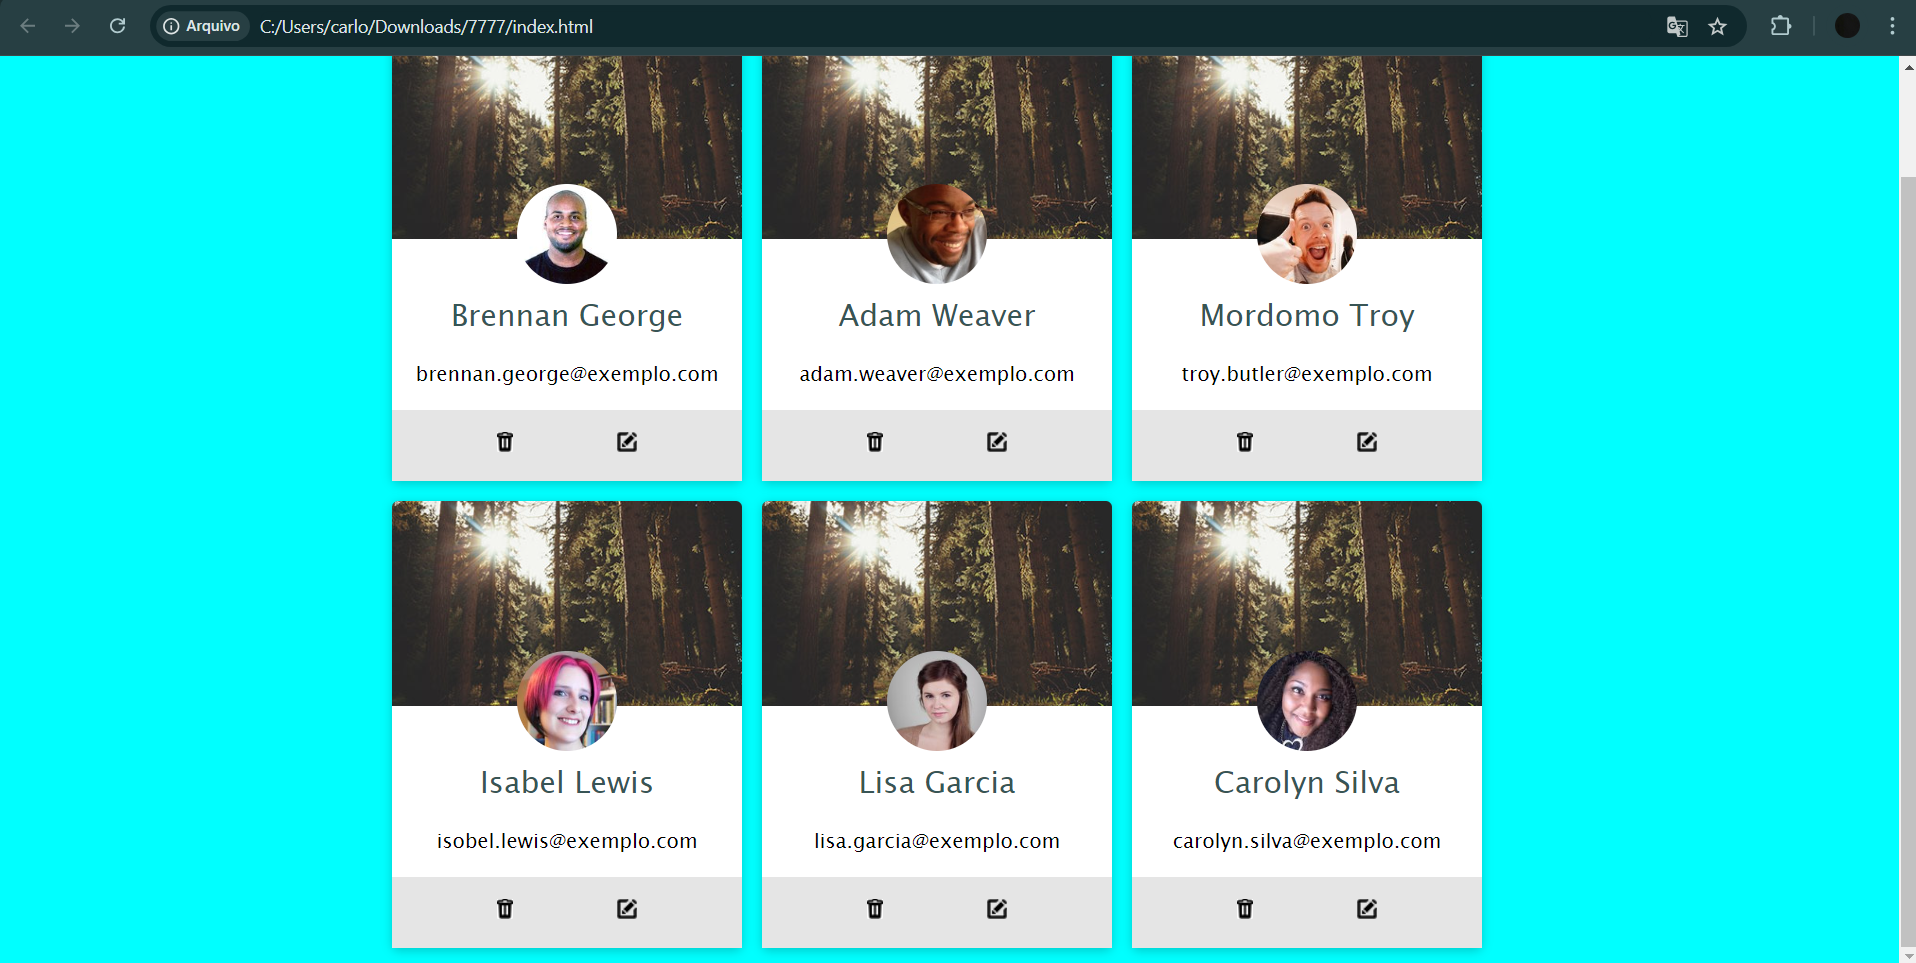 Arquivo C:/Users/carlo/Downloads/7777/index.html
Brennan George Adam Weaver Mordomo Troy
brennan.george@exemplo.com adam.weaver@exemplo.com troy.butler@exemplo.com
Isabel Lewis Lisa Garcia Carolyn Silva
isobel.lewis@exemplo.com lisa.garcia@exemplo.com carolyn.silva@exemplo.com